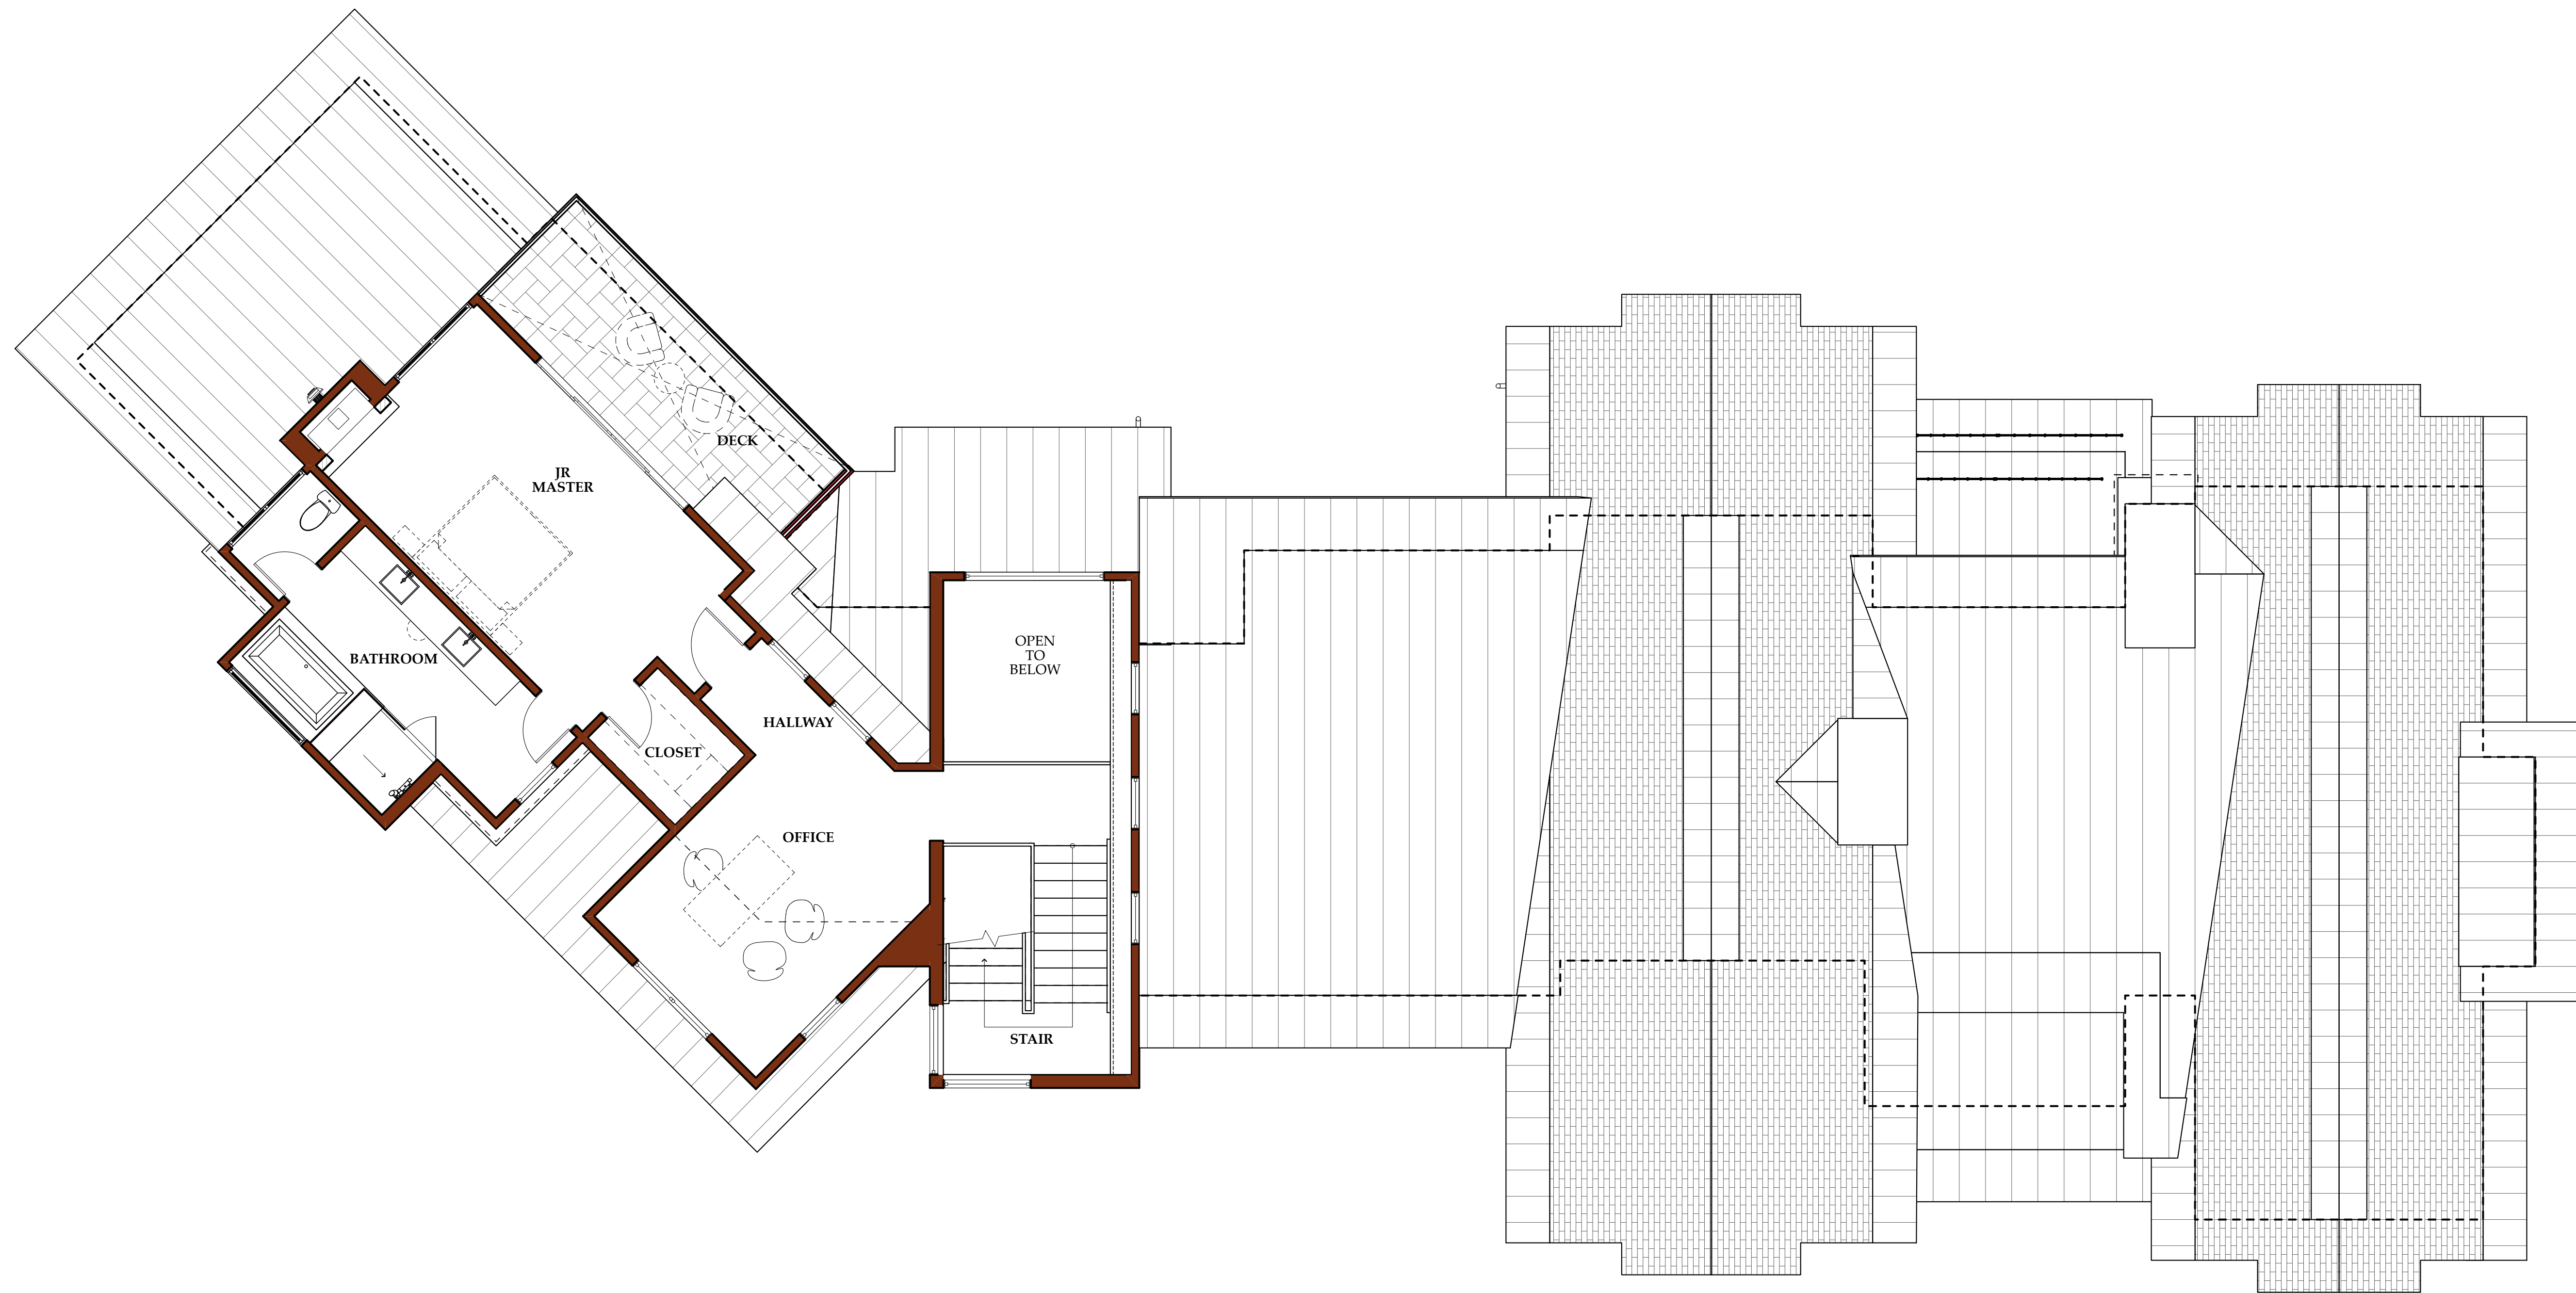 DECK
JR
MASTER
OPEN
TO
BELOW
BATHROOM
HALLWAY
CLOSET
OFFICE
STAIR